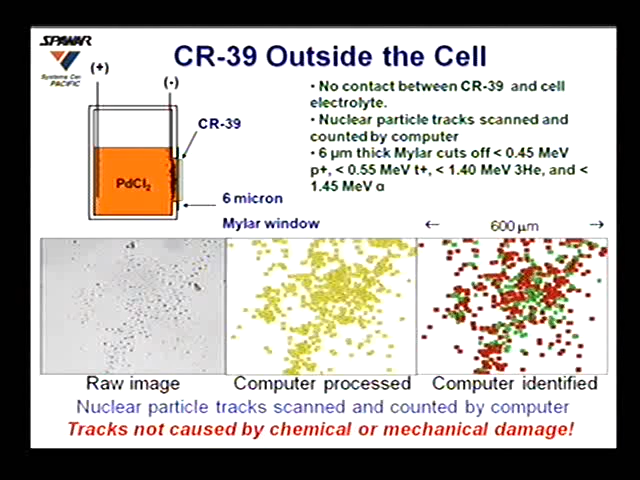 SPAWAR
Systems Center
PACIFIC
CR-39 Outside the Cell
(+)
(-)
CR-39
PdCl2
6 micron
Mylar window
• No contact between CR-39 and cell
electrolyte.
• Nuclear particle tracks scanned and
counted by computer
• 6 µm thick Mylar cuts off < 0.45 MeV
p+, < 0.55 MeV t+, < 1.40 MeV 3He, and <
1.45 MeV α
← 600 µm →
Raw image
Computer processed
Computer identified
Nuclear particle tracks scanned and counted by computer
Tracks not caused by chemical or mechanical damage!